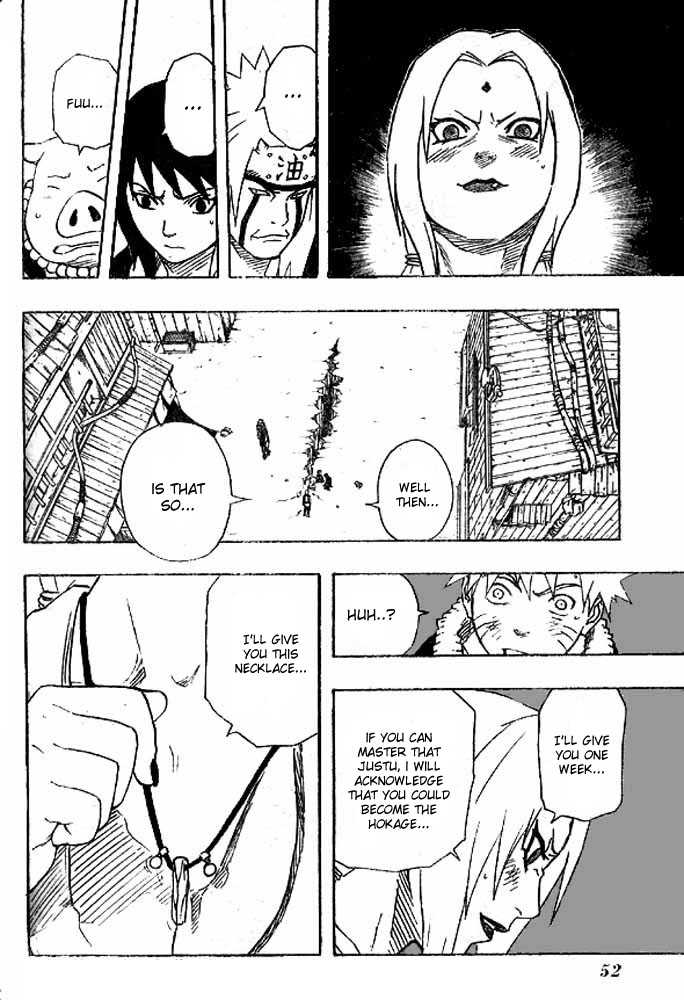 ...
油
...
FUU...
WELL
THEN...
IS THAT
SO...
HUH..?
I'LL GIVE
YOU ONE
WEEK...
IF YOU CAN
MASTER THAT
JUSTU, I WILL
ACKNOWLEDGE
THAT YOU COULD
BECOME THE
HOKAGE...
I'LL GIVE
YOU THIS
NECKLACE...
52